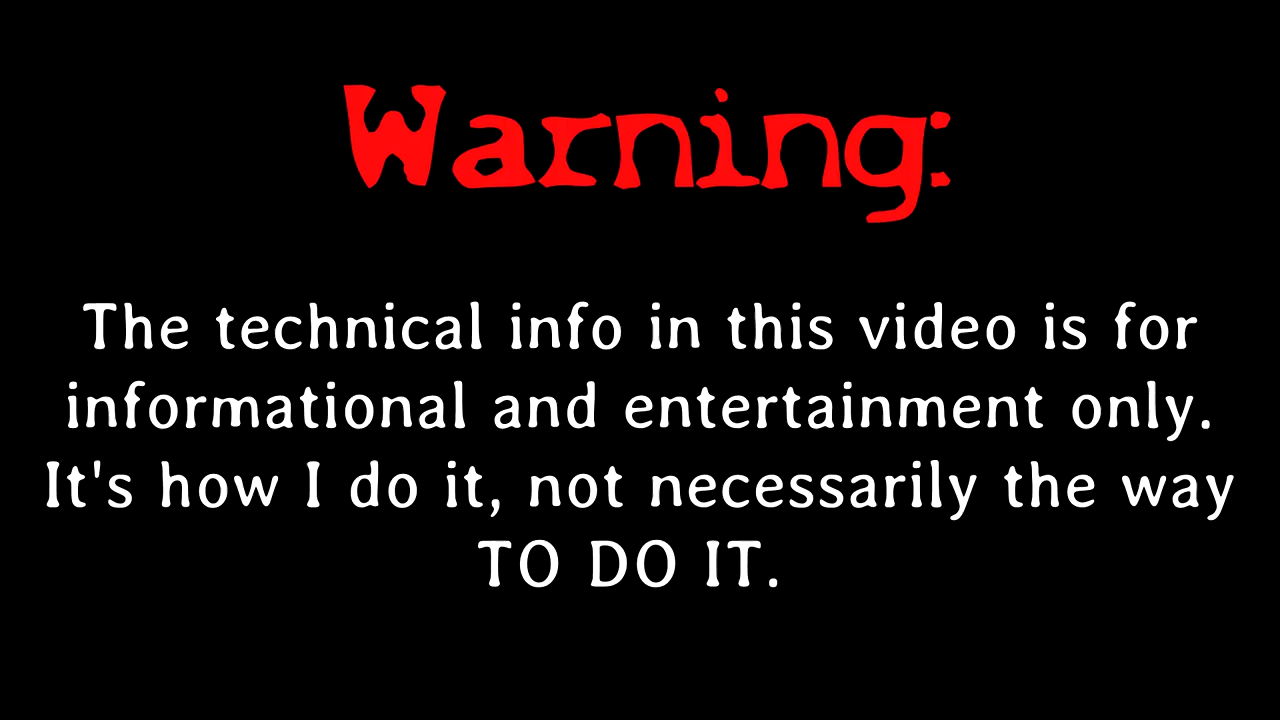 Warning:
The technical info in this video is for
informational and entertainment only.
It's how I do it, not necessarily the way
TO DO IT.